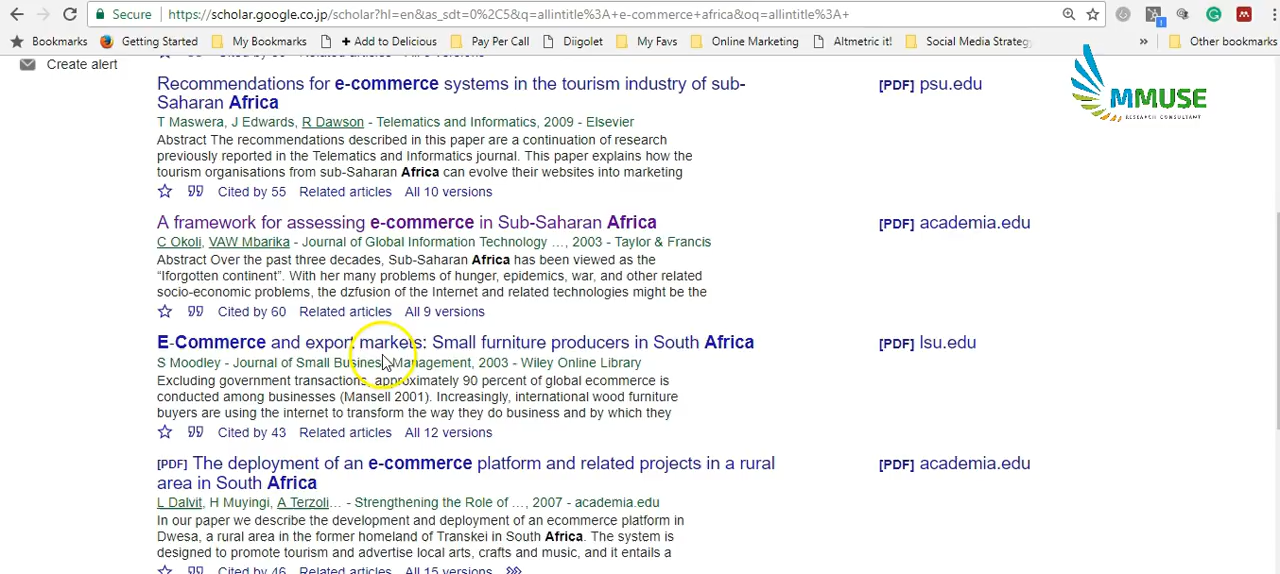 Secure https://scholar.google.co.jp/scholar?hl=en&as_sdt=0%2C5&q=allintitle%3A+e-commerce+africa&oq=allintitle%3A+
Bookmarks Getting Started My Bookmarks + Add to Delicious Pay Per Call Diigolet My Favs Online Marketing Altmetric it! Social Media Strateg » Other bookmarks
Create alert
MMUSE
RESEARCH CONSULTANT
Recommendations for e-commerce systems in the tourism industry of sub-
Saharan Africa
[PDF] psu.edu
T Maswera, J Edwards, R Dawson - Telematics and Informatics, 2009 - Elsevier
Abstract The recommendations described in this paper are a continuation of research
previously reported in the Telematics and Informatics journal. This paper explains how the
tourism organisations from sub-Saharan Africa can evolve their websites into marketing
Cited by 55 Related articles All 10 versions
A framework for assessing e-commerce in Sub-Saharan Africa
[PDF] academia.edu
C Okoli, VAW Mbarika - Journal of Global Information Technology …, 2003 - Taylor & Francis
Abstract Over the past three decades, Sub-Saharan Africa has been viewed as the
“Iforgotten continent”. With her many problems of hunger, epidemics, war, and other related
socio-economic problems, the dzfusion of the Internet and related technologies might be the
Cited by 60 Related articles All 9 versions
E-Commerce and export markets: Small furniture producers in South Africa
[PDF] lsu.edu
S Moodley - Journal of Small Business Management, 2003 - Wiley Online Library
Excluding government transactions, approximately 90 percent of global ecommerce is
conducted among businesses (Mansell 2001). Increasingly, international wood furniture
buyers are using the internet to transform the way they do business and by which they
Cited by 43 Related articles All 12 versions
[PDF] The deployment of an e-commerce platform and related projects in a rural
area in South Africa
[PDF] academia.edu
L Dalvit, H Muyingi, A Terzoli… - Strengthening the Role of …, 2007 - academia.edu
In our paper we describe the development and deployment of an ecommerce platform in
Dwesa, a rural area in the former homeland of Transkei in South Africa. The system is
designed to promote tourism and advertise local arts, crafts and music, and it entails a
Cited by 46 Related articles All 15 versions